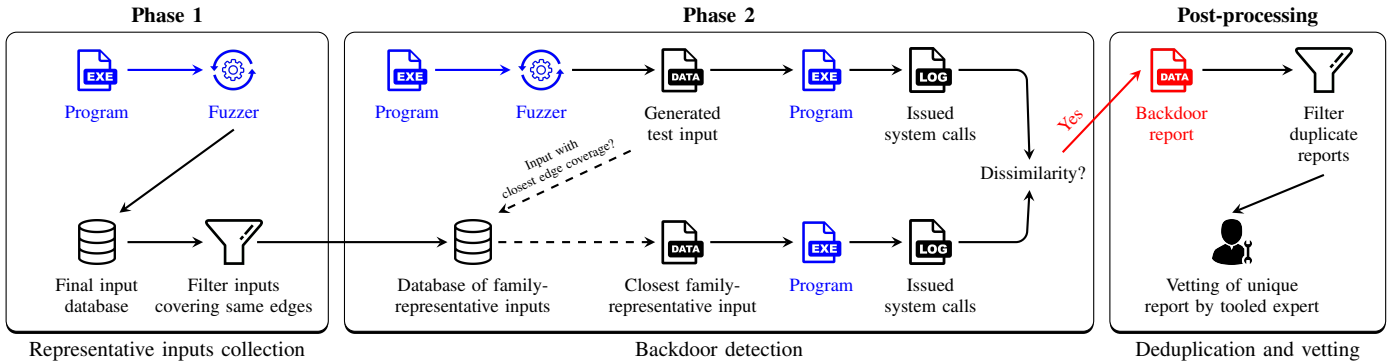 Phase 1
EXE
Program
Fuzzer
Final input
database
Filter inputs
covering same edges
Representative inputs collection
Phase 2
EXE
Program
Fuzzer
DATA
Generated
test input
EXE
Program
LOG
Issued
system calls
Input with
closest edge coverage?
Dissimilarity?
Yes
Database of family-
representative inputs
DATA
Closest family-
representative input
EXE
Program
LOG
Issued
system calls
Backdoor detection
Post-processing
DATA
Backdoor
report
Filter
duplicate
reports
Vetting of unique
report by tooled expert
Deduplication and vetting